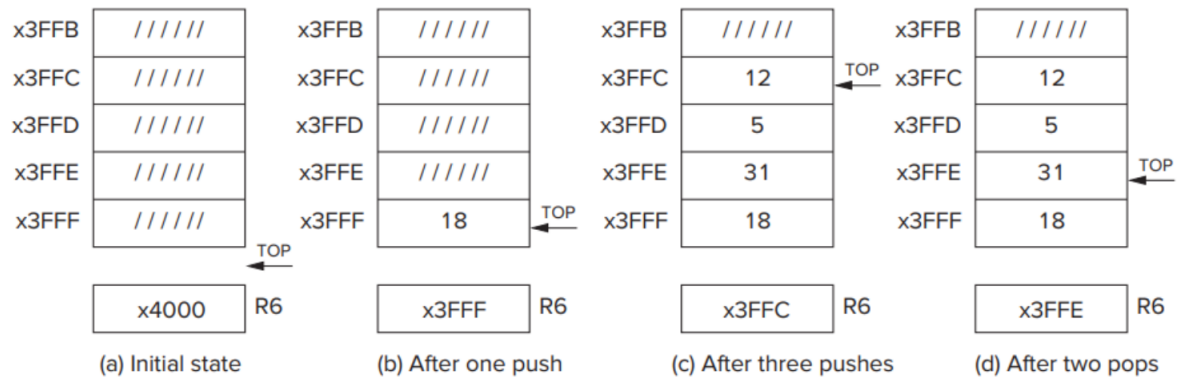 x3FFB ////// x3FFB ////// x3FFB ////// x3FFB //////
x3FFC ////// x3FFC ////// x3FFC 12 TOP x3FFC 12
x3FFD ////// x3FFD ////// x3FFD 5 x3FFD 5
x3FFE ////// x3FFE ////// x3FFE 31 x3FFE 31 TOP
x3FFF ////// x3FFF 18 TOP x3FFF 18 x3FFF 18
TOP
x4000 R6 x3FFF R6 x3FFC R6 x3FFE R6
(a) Initial state (b) After one push (c) After three pushes (d) After two pops